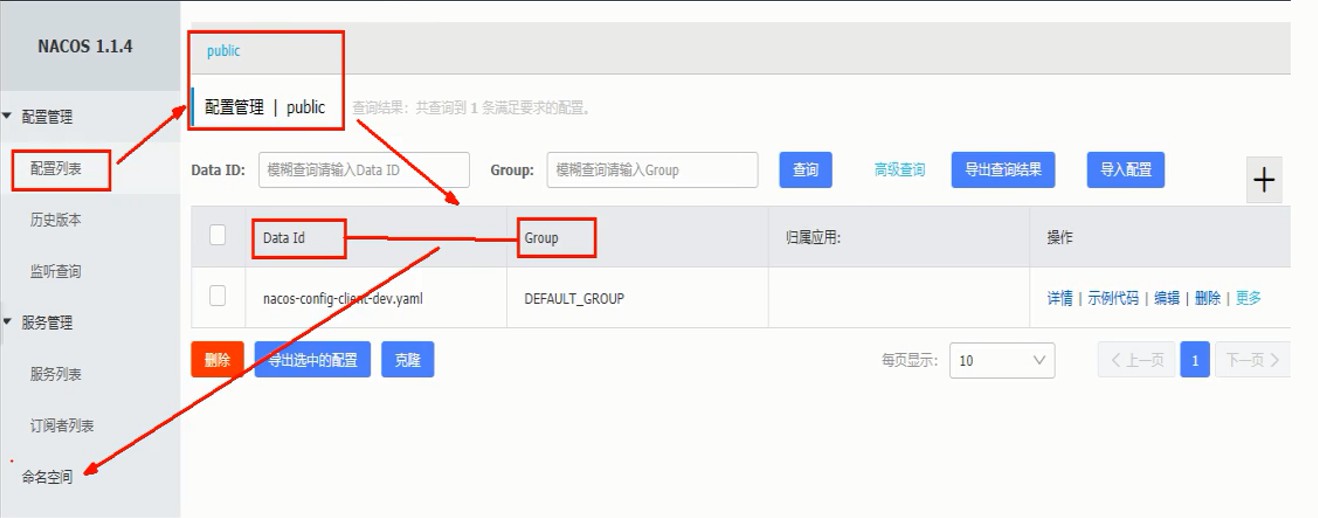 NACOS 1.1.4
配置管理
配置列表
历史版本
监听查询
服务管理
服务列表
订阅者列表
命名空间
public
配置管理 | public 查询结果：共查询到 1 条满足要求的配置。
Data ID: 模糊查询请输入Data ID Group: 模糊查询请输入Group 查询 高级查询 导出查询结果 导入配置 +
Data Id Group 归属应用: 操作
nacos-config-client-dev.yaml DEFAULT_GROUP 详情 | 示例代码 | 编辑 | 删除 | 更多
删除 导出选中的配置 克隆 每页显示: 10 < 上一页 1 下一页 >